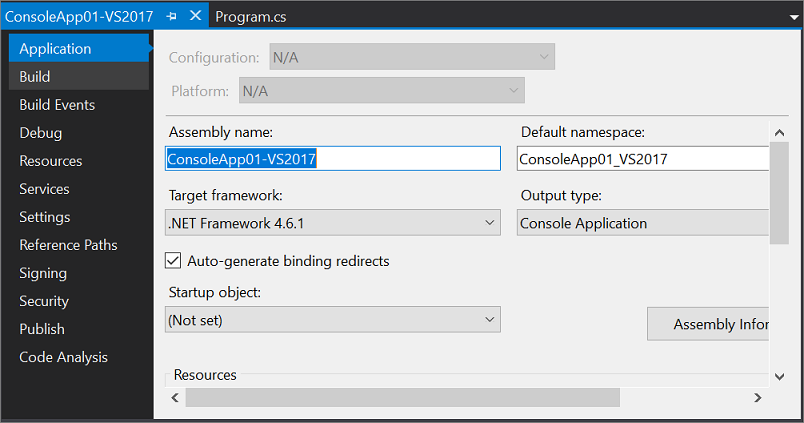 ConsoleApp01-VS2017 Program.cs
Application
Build
Build Events
Debug
Resources
Services
Settings
Reference Paths
Signing
Security
Publish
Code Analysis
Configuration: N/A
Platform: N/A
Assembly name: Default namespace:
ConsoleApp01-VS2017 ConsoleApp01_VS2017
Target framework: Output type:
.NET Framework 4.6.1 Console Application
Auto-generate binding redirects
Startup object:
(Not set) Assembly Infor
Resources